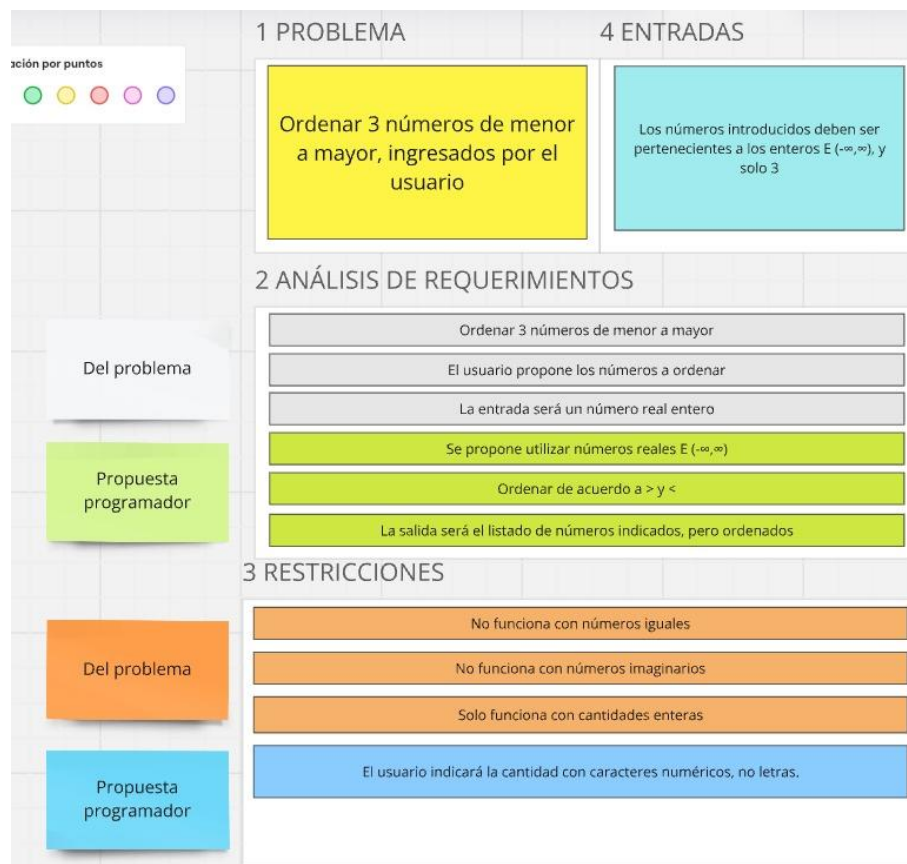 1 PROBLEMA
4 ENTRADAS
ación por puntos
Ordenar 3 números de menor
a mayor, ingresados por el
usuario
Los números introducidos deben ser
pertenecientes a los enteros E (-∞,∞), y
solo 3
2 ANÁLISIS DE REQUERIMIENTOS
Del problema
Ordenar 3 números de menor a mayor
El usuario propone los números a ordenar
La entrada será un número real entero
Propuesta
programador
Se propone utilizar números reales E (-∞,∞)
Ordenar de acuerdo a > y <
La salida será el listado de números indicados, pero ordenados
3 RESTRICCIONES
Del problema
No funciona con números iguales
No funciona con números imaginarios
Solo funciona con cantidades enteras
Propuesta
programador
El usuario indicará la cantidad con caracteres numéricos, no letras.